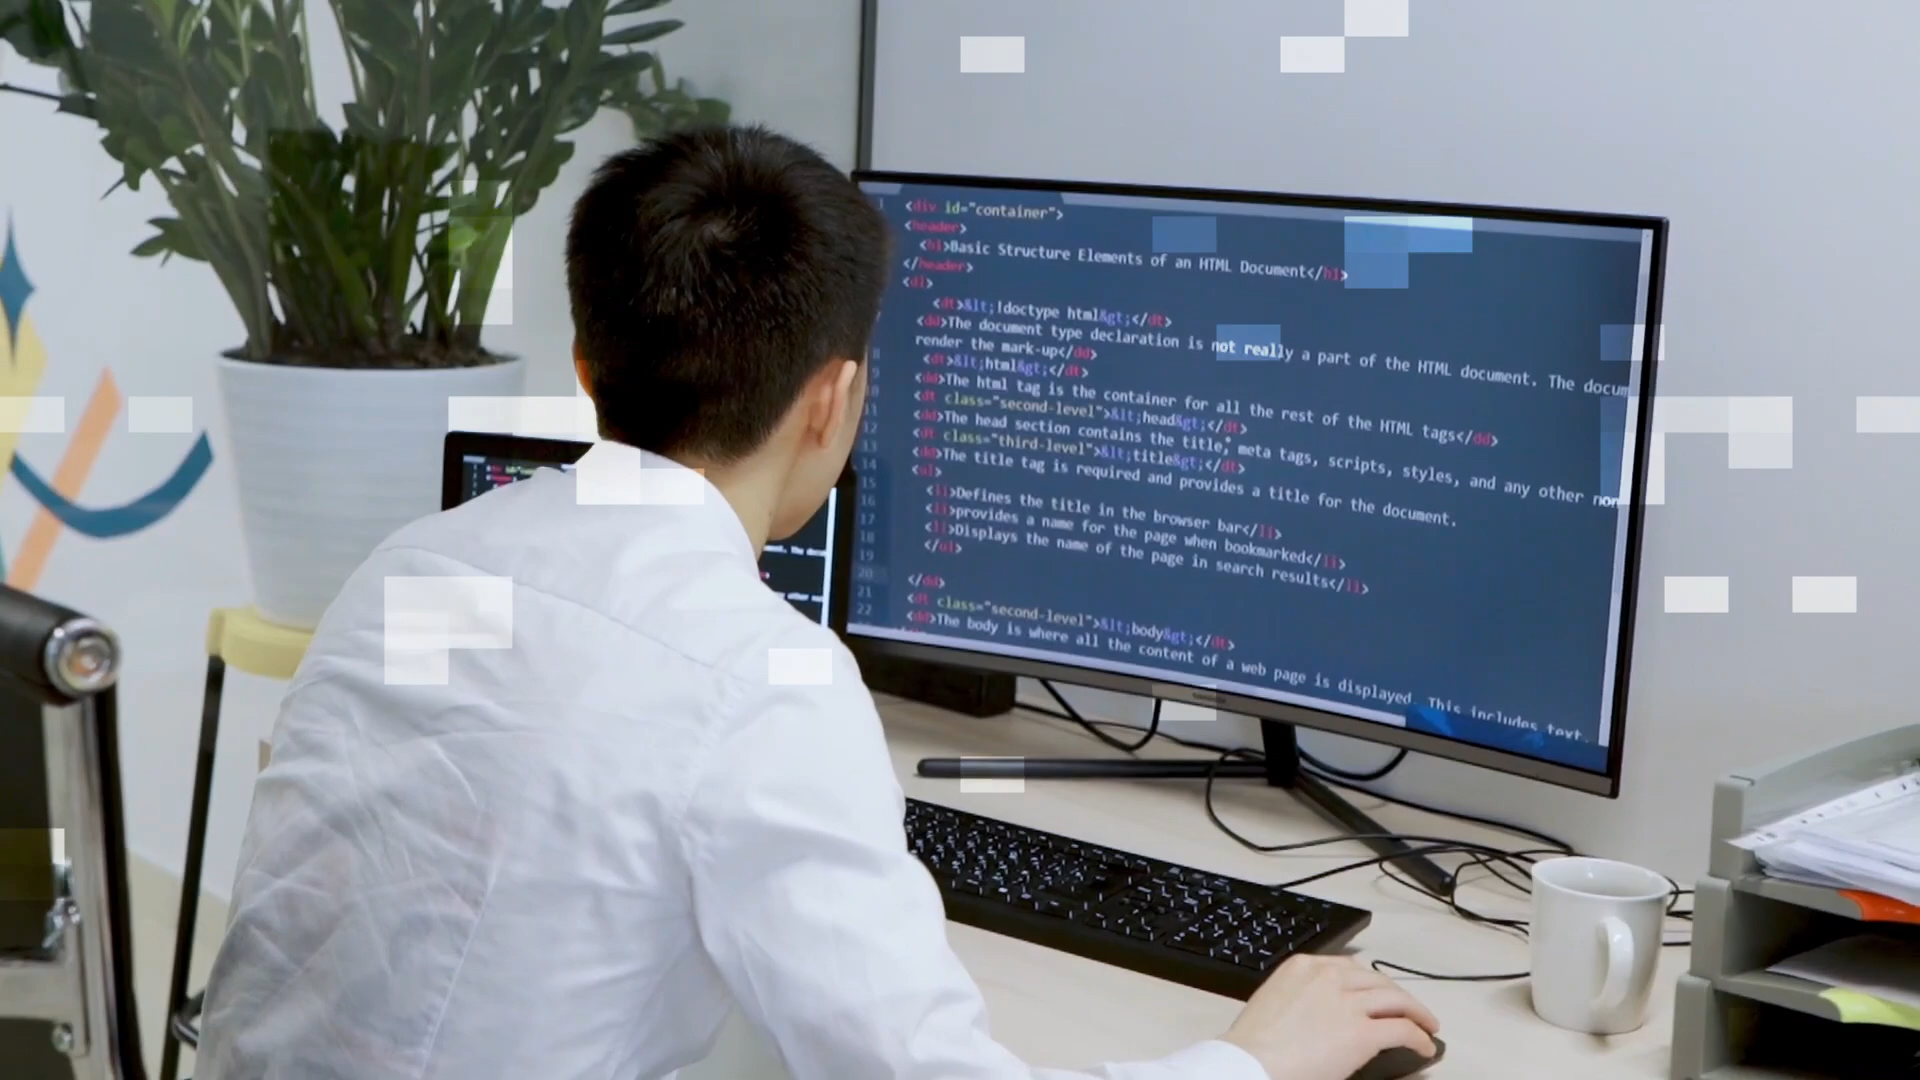 <div id="container">
<header>
<h1>Basic Structure Elements of an HTML Document</h1>
</header>
<dl>
<dt>&lt;!doctype html&gt;</dt>
<dd>The document type declaration is not really a part of the HTML document. The docum
render the mark-up</dd>
<dt>&lt;html&gt;</dt>
<dd>The html tag is the container for all the rest of the HTML tags</dd>
<dt class="second-level">&lt;head&gt;</dt>
<dd>The head section contains the title, meta tags, scripts, styles, and any other non
<dt class="third-level">&lt;title&gt;</dt>
<dd>The title tag is required and provides a title for the document.
<ul>
<li>Defines the title in the browser bar</li>
<li>provides a name for the page when bookmarked</li>
<li>Displays the name of the page in search results</li>
</ul>
</dd>
<dt class="second-level">&lt;body&gt;</dt>
<dd>The body is where all the content of a web page is displayed. This includes text,